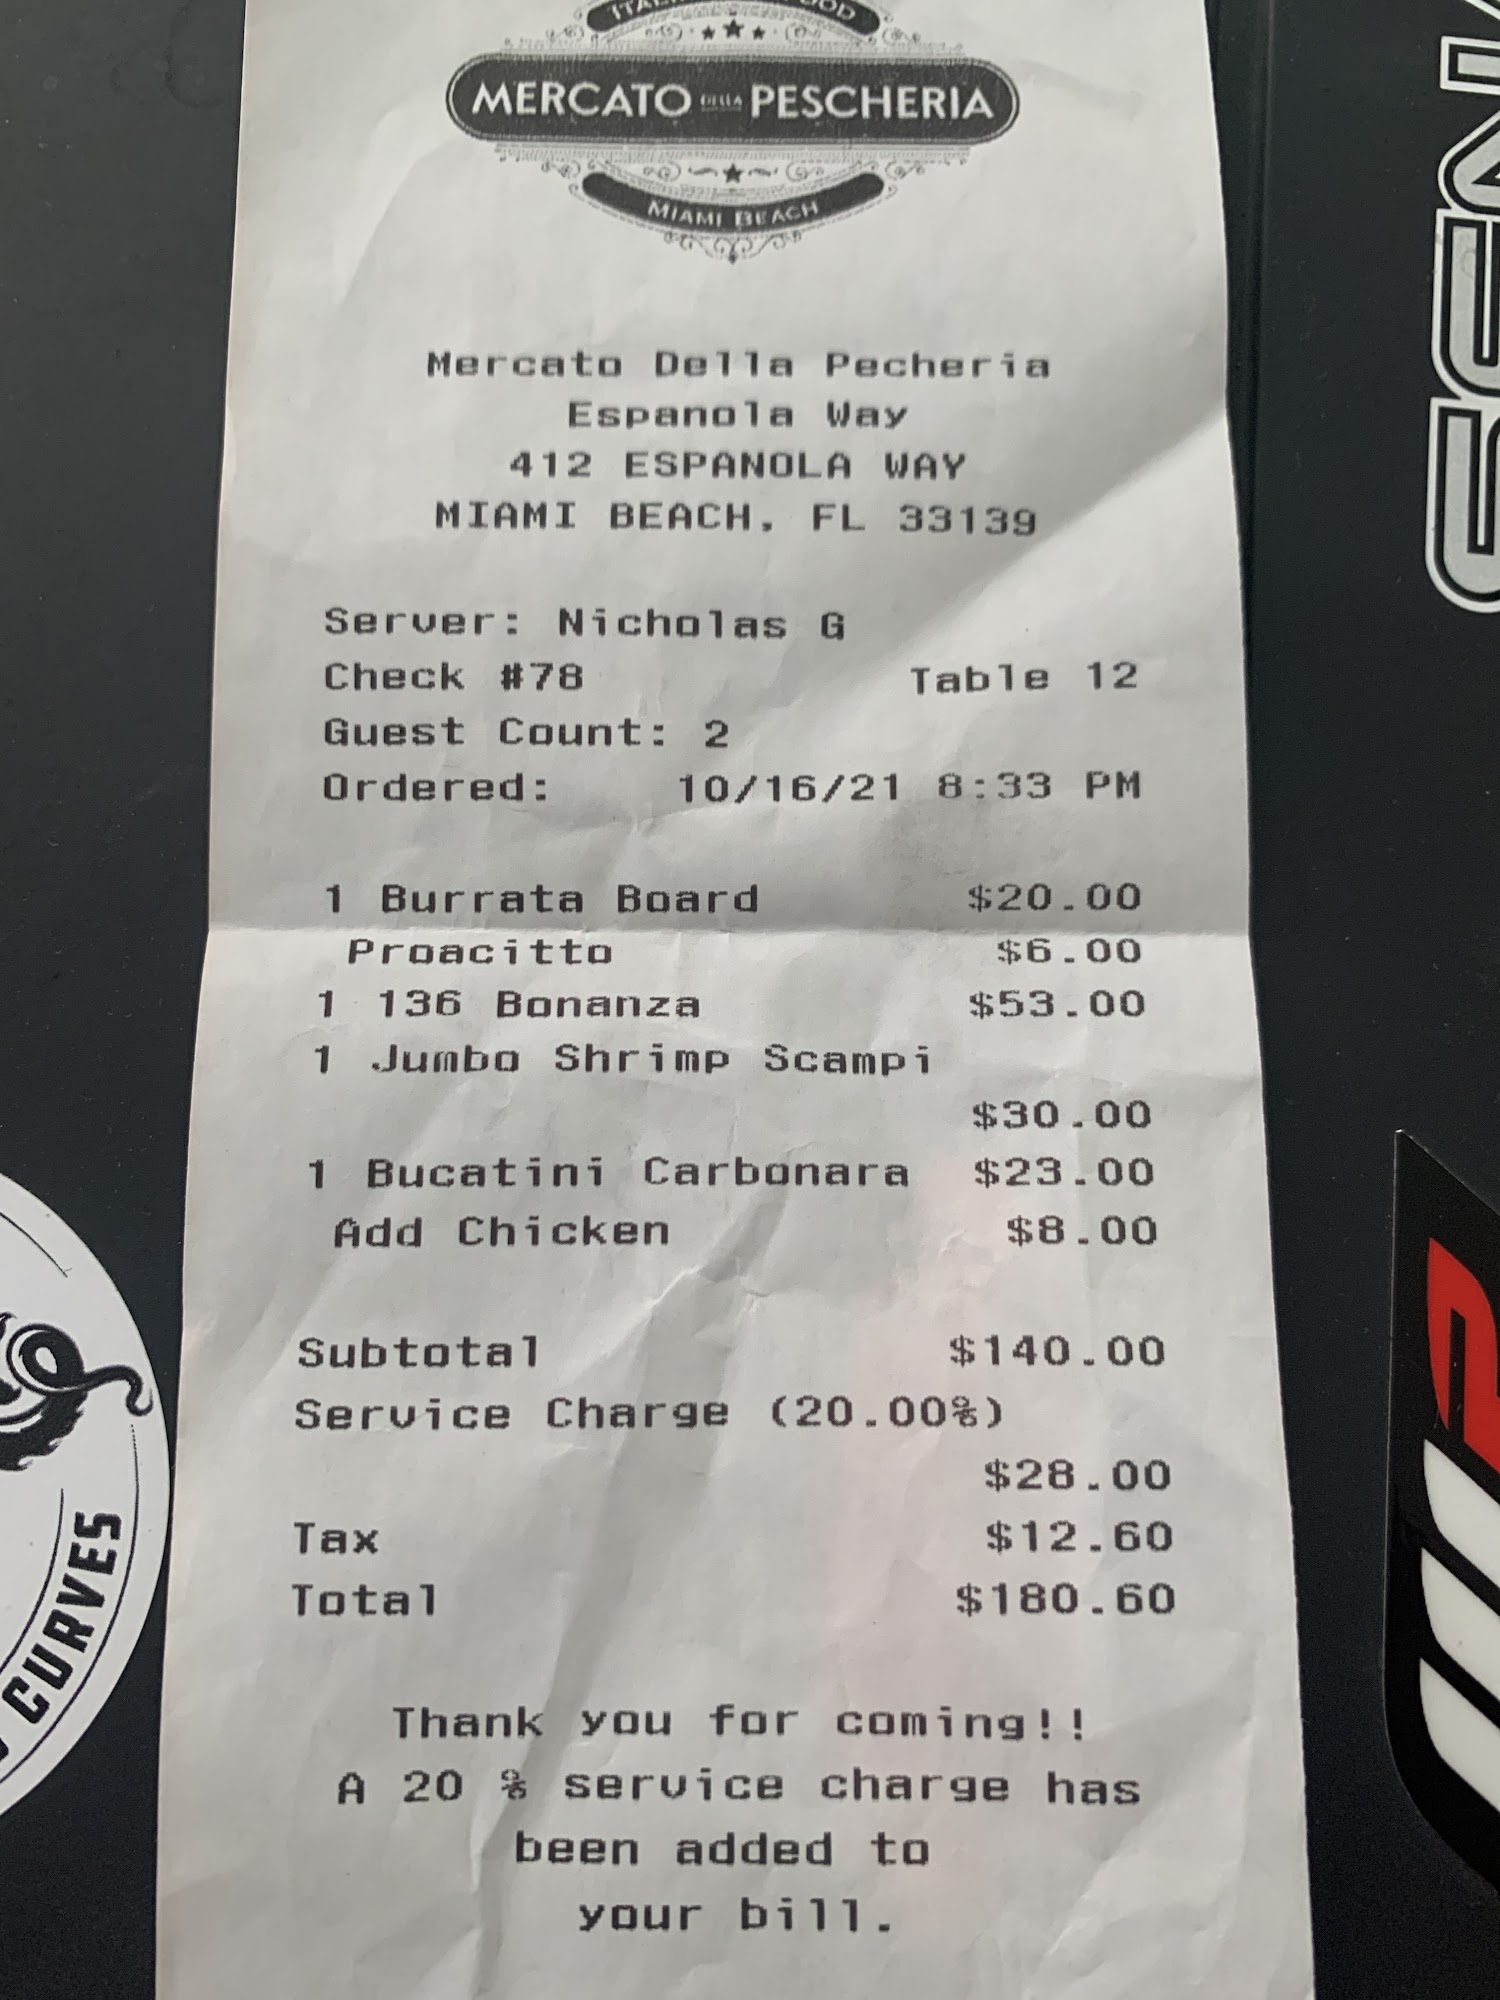 MERCATO DELLA PESCHERIA
MIAMI BEACH
Mercato Della Pecheria
Espanola Way
412 ESPANOLA WAY
MIAMI BEACH, FL 33139
Server: Nicholas G
Check #78 Table 12
Guest Count: 2
Ordered: 10/16/21 8:33 PM
1 Burrata Board $20.00
Proacitto $6.00
1 136 Bonanza $53.00
1 Jumbo Shrimp Scampi
$30.00
1 Bucatini Carbonara $23.00
Add Chicken $8.00
Subtotal $140.00
Service Charge (20.00%)
$28.00
Tax $12.60
Total $180.60
Thank you for coming!!
A 20 % service charge has
been added to
your bill.
CURVES